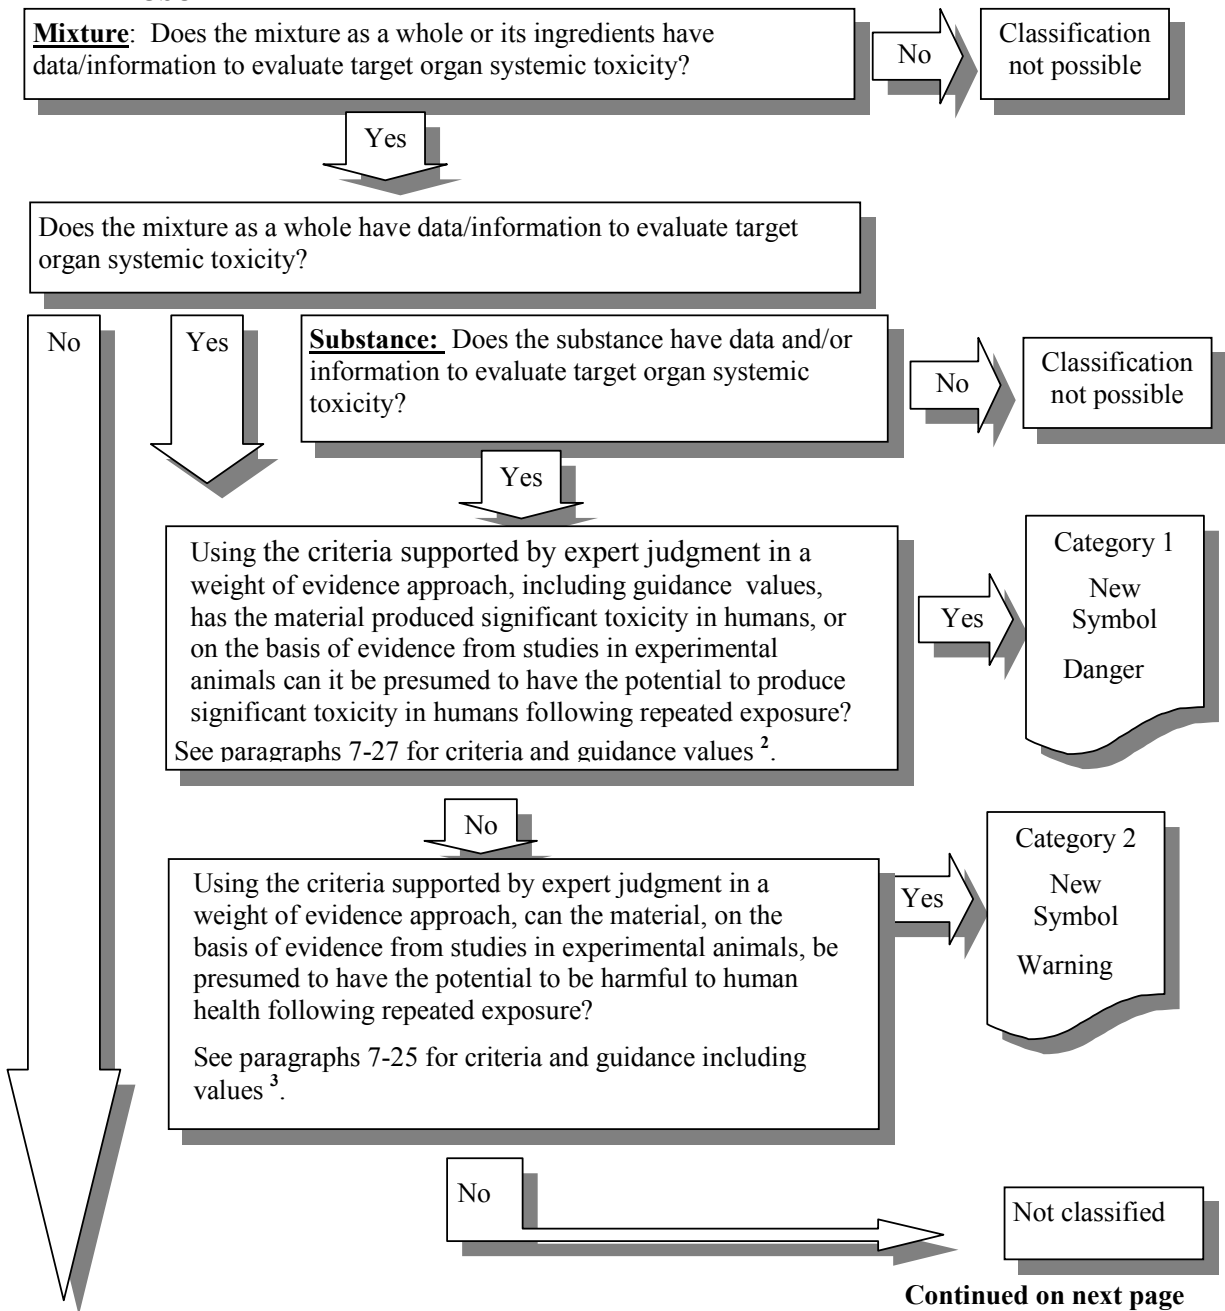 Mixture: Does the mixture as a whole or its ingredients have
data/information to evaluate target organ systemic toxicity?
No
Classification
not possible
Yes
Does the mixture as a whole have data/information to evaluate target
organ systemic toxicity?
No
Yes
Substance: Does the substance have data and/or
information to evaluate target organ systemic
toxicity?
No
Classification
not possible
Yes
Using the criteria supported by expert judgment in a
weight of evidence approach, including guidance values,
has the material produced significant toxicity in humans, or
on the basis of evidence from studies in experimental
animals can it be presumed to have the potential to produce
significant toxicity in humans following repeated exposure?
See paragraphs 7-27 for criteria and guidance values 2.
Yes
Category 1
New
Symbol
Danger
No
Using the criteria supported by expert judgment in a
weight of evidence approach, can the material, on the
basis of evidence from studies in experimental animals, be
presumed to have the potential to be harmful to human
health following repeated exposure?
See paragraphs 7-25 for criteria and guidance including
values 3.
Yes
Category 2
New
Symbol
Warning
No
Not classified
Continued on next page